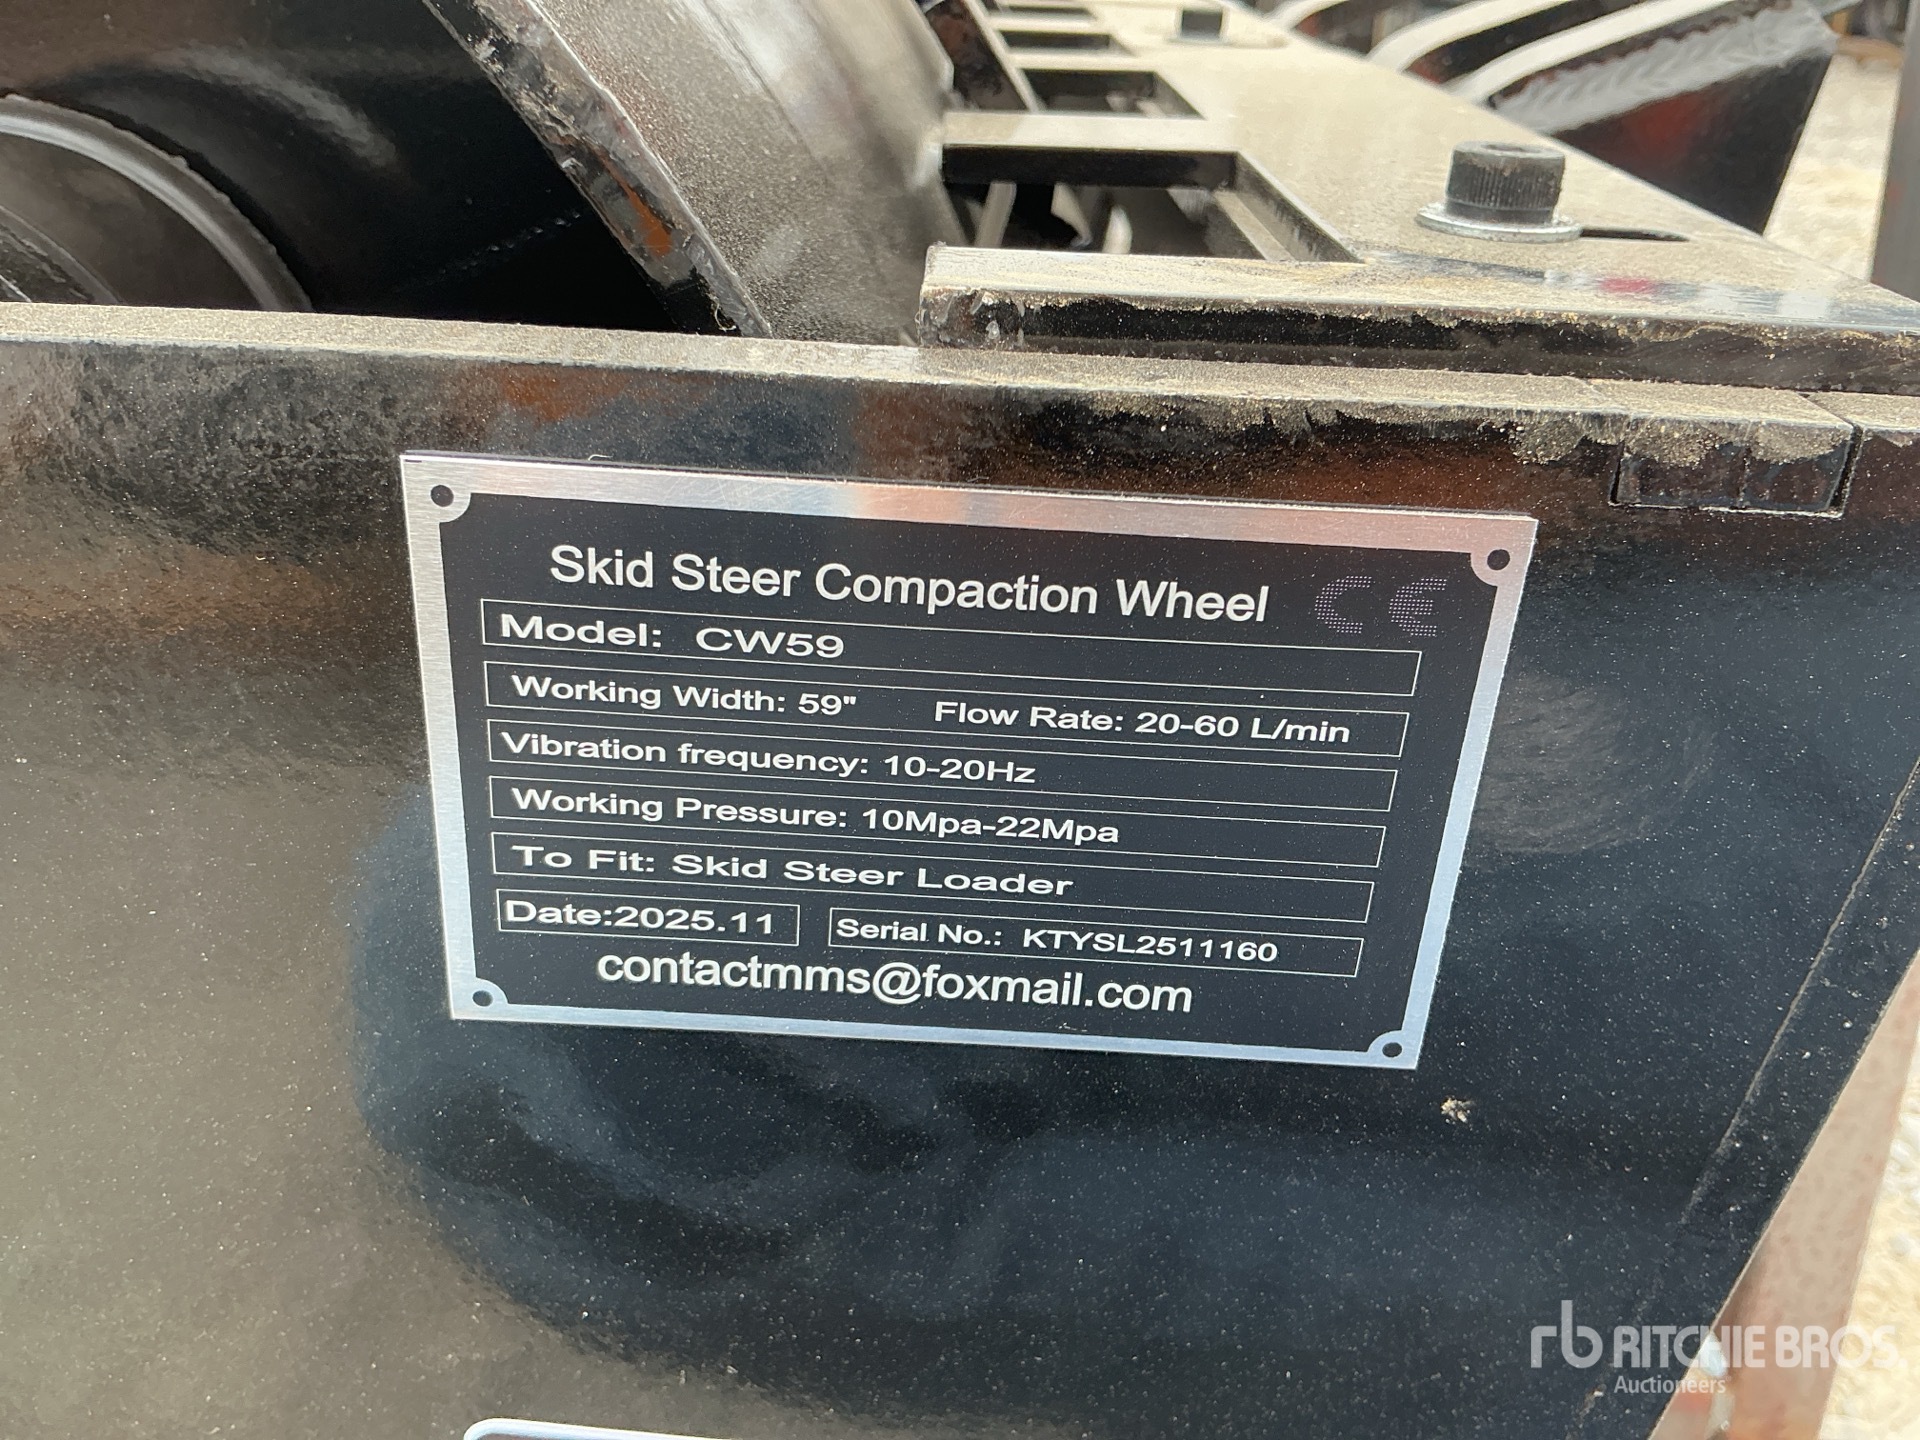 Skid Steer Compaction Wheel CE
Model: CW59
Working Width: 59" Flow Rate: 20-60 L/min
Vibration frequency: 10-20Hz
Working Pressure: 10Mpa-22Mpa
To Fit: Skid Steer Loader
Date:2025.11 Serial No.: KTYSL2511160
contactmms@foxmail.com
rb RITCHIE BROS.
Auctioneers